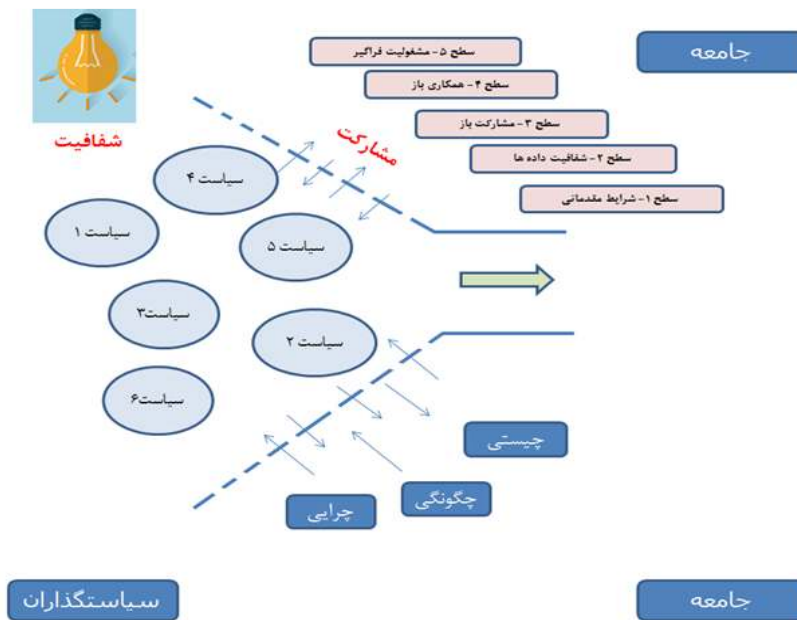 جامعه
سطح ۵- مشغولیت فراگیر
سطح ۴- همکاری باز
سطح ۳- مشارکت باز
سطح ۲- شفافیت داده ها
سطح ۱- شرایط مقدماتی
شفافیت
مشارکت
سیاست ۴
سیاست ۱
سیاست ۵
سیاست۳
سیاست ۲
سیاست۶
چیستی
چگونگی
چرایی
جامعه
سیاستگذاران